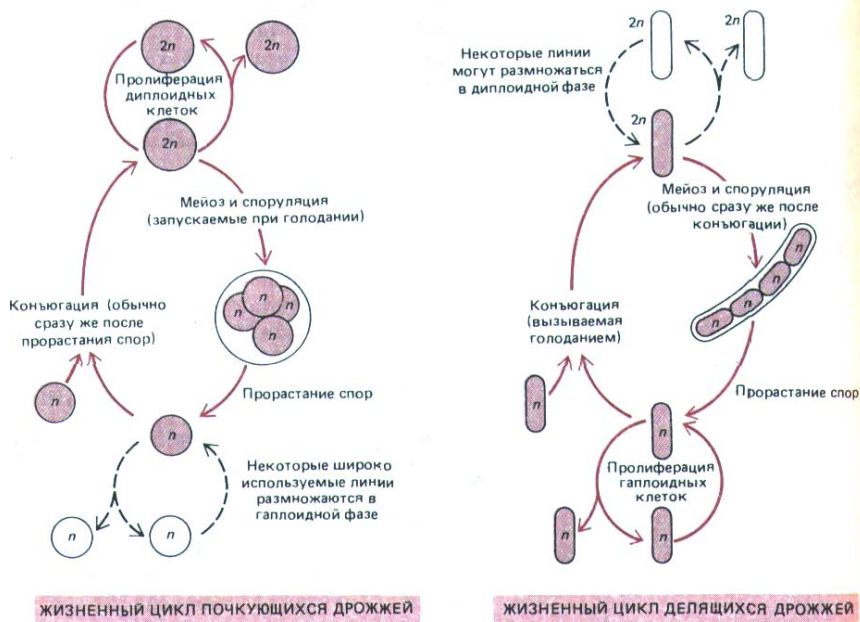 2n
2n
Пролиферация
диплоидных
клеток
2n
Мейоз и споруляция
(запускаемые при голодании)
n
n
n
n
Конъюгация (обычно
сразу же после
прорастания спор)
n
Прорастание спор
n
Некоторые широко
используемые линии
размножаются в
гаплоидной фазе
n
n
ЖИЗНЕННЫЙ ЦИКЛ ПОЧКУЮЩИХСЯ ДРОЖЖЕЙ
2n
2n
Некоторые линии
могут размножаться
в диплоидной фазе
2n
Мейоз и споруляция
(обычно сразу же после
конъюгации)
n
n
n
n
Конъюгация
(вызываемая
голоданием)
Прорастание спор
n
n
Пролиферация
гаплоидных
клеток
n
n
ЖИЗНЕННЫЙ ЦИКЛ ДЕЛЯЩИХСЯ ДРОЖЖЕЙ